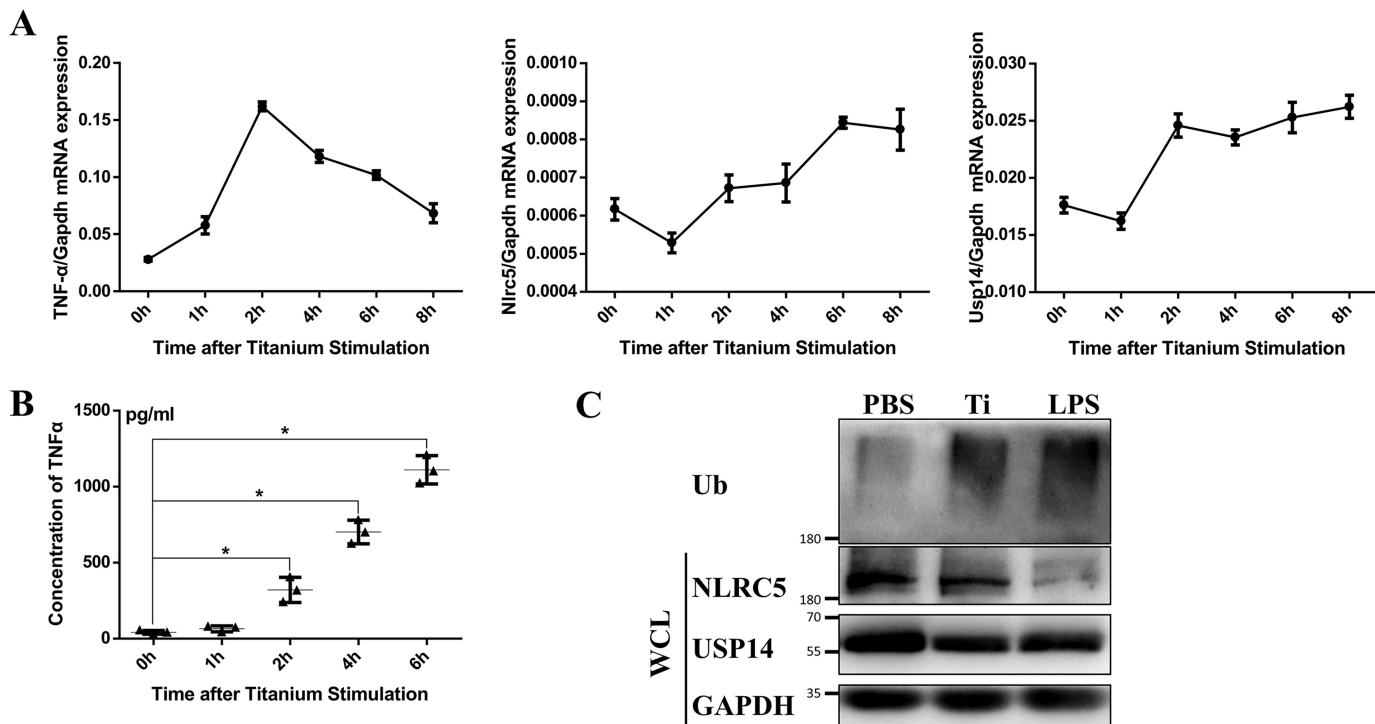 A
TNF-α/Gapdh mRNA expression
0.20
0.15
0.10
0.05
0.00
0h 1h 2h 4h 6h 8h
Time after Titanium Stimulation
Nlrc5/Gapdh mRNA expression
0.0010
0.0009
0.0008
0.0007
0.0006
0.0005
0.0004
0h 1h 2h 4h 6h 8h
Time after Titanium Stimulation
Usp14/Gapdh mRNA expression
0.030
0.025
0.020
0.015
0.010
0h 1h 2h 4h 6h 8h
Time after Titanium Stimulation
B
Concentration of TNFα
pg/ml
1500
1000
500
0
* * *
0h 1h 2h 4h 6h
Time after Titanium Stimulation
C
PBS Ti LPS
Ub
180
WCL
NLRC5
180
USP14
70
55
GAPDH
35